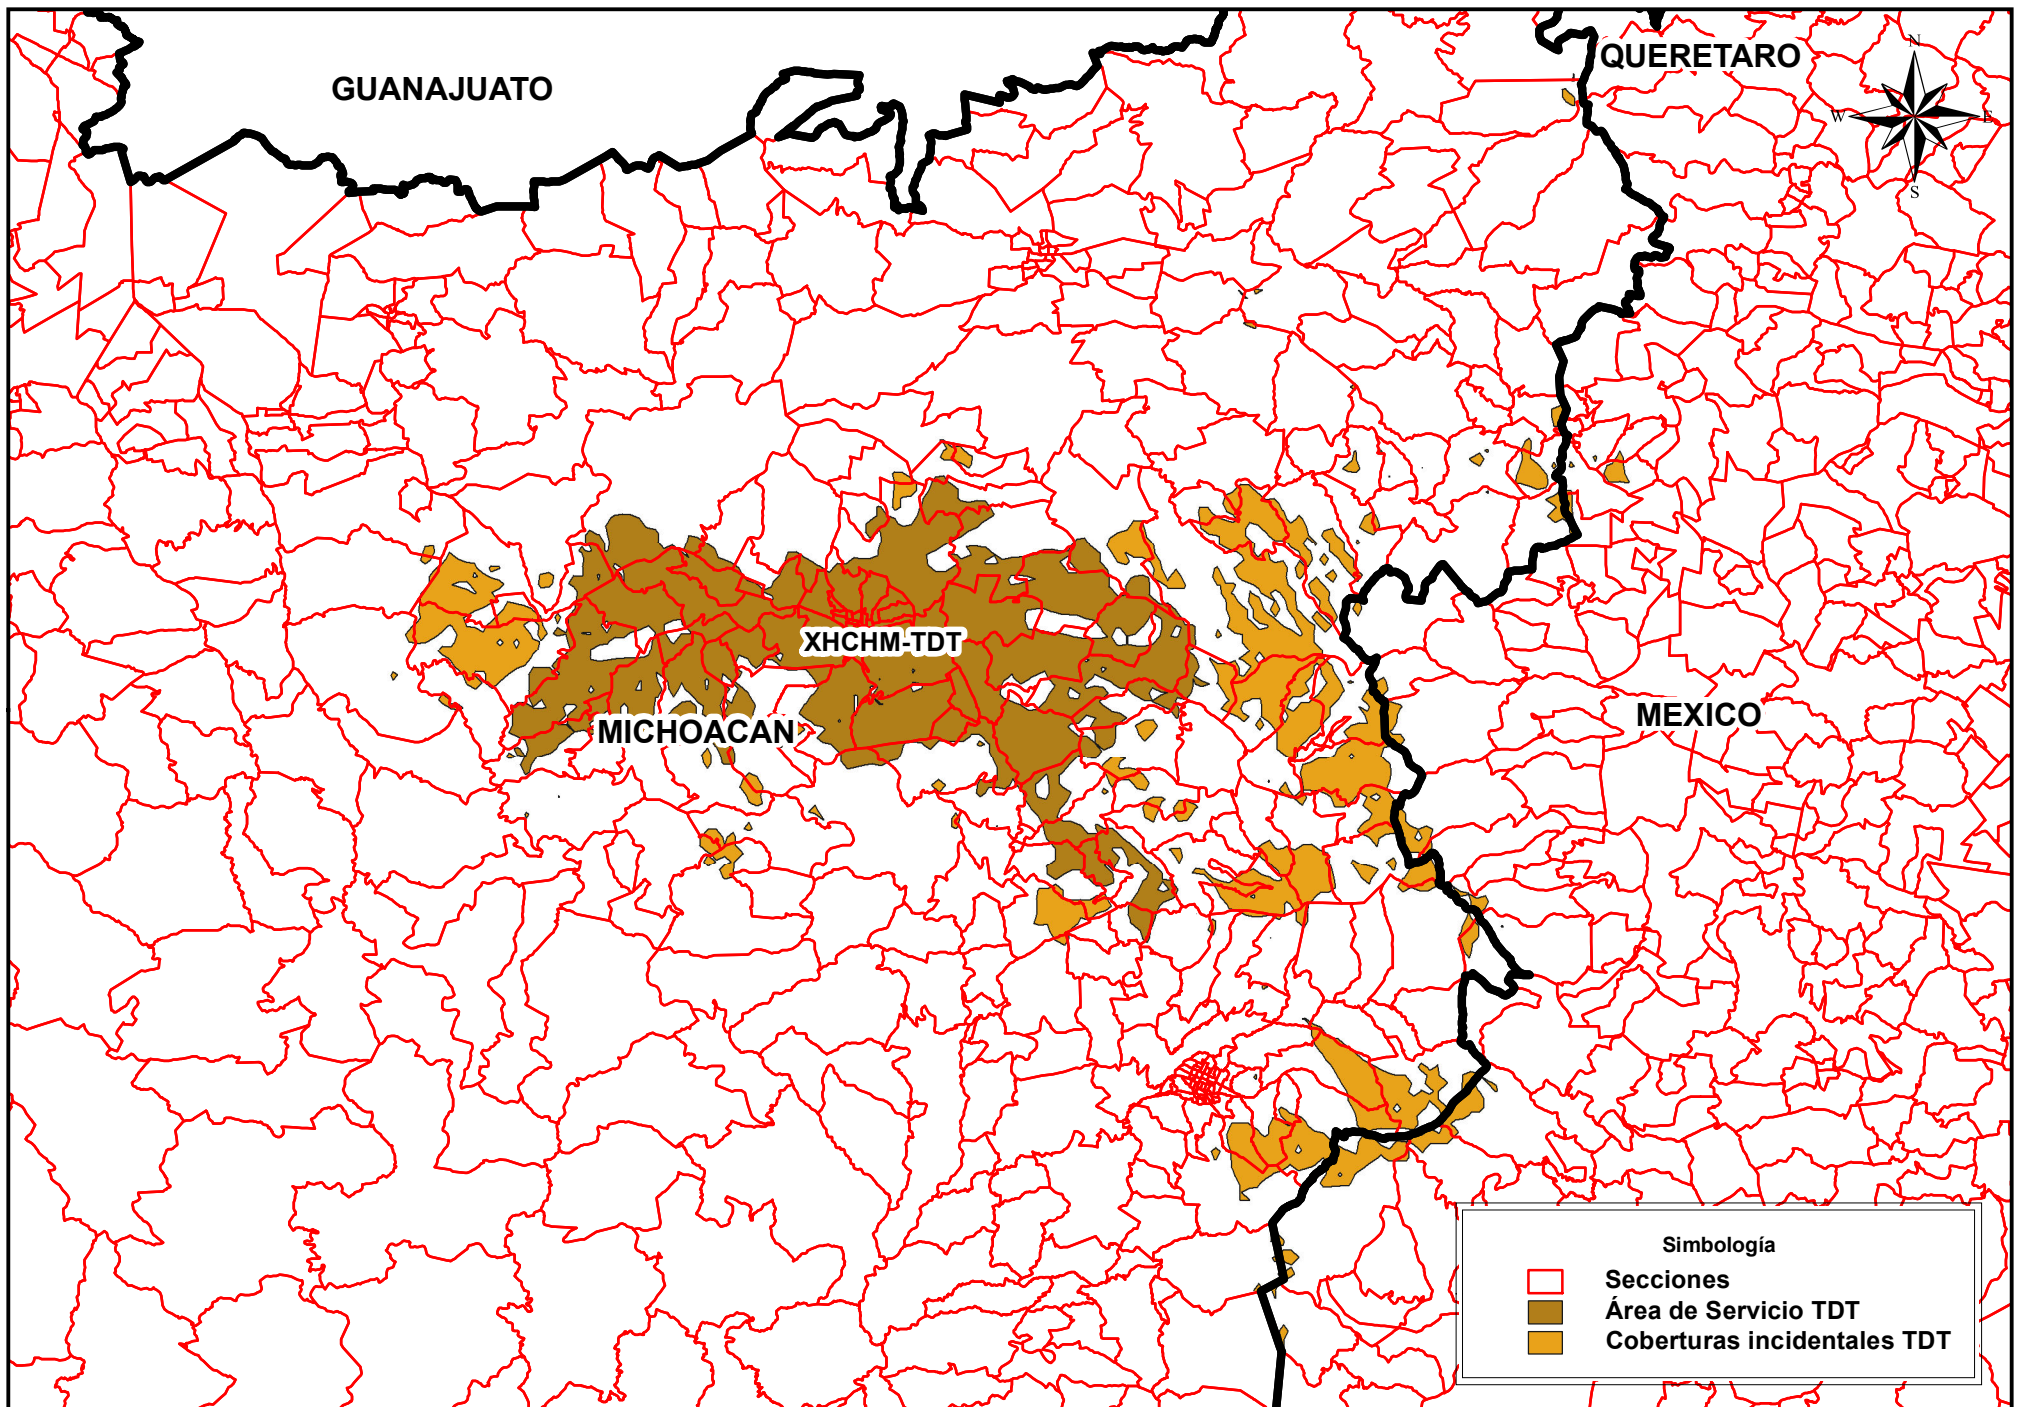 GUANAJUATO
QUERETARO
N
W
E
S
XHCHM-TDT
MICHOACAN
MEXICO
Simbología
Secciones
Área de Servicio TDT
Coberturas incidentales TDT